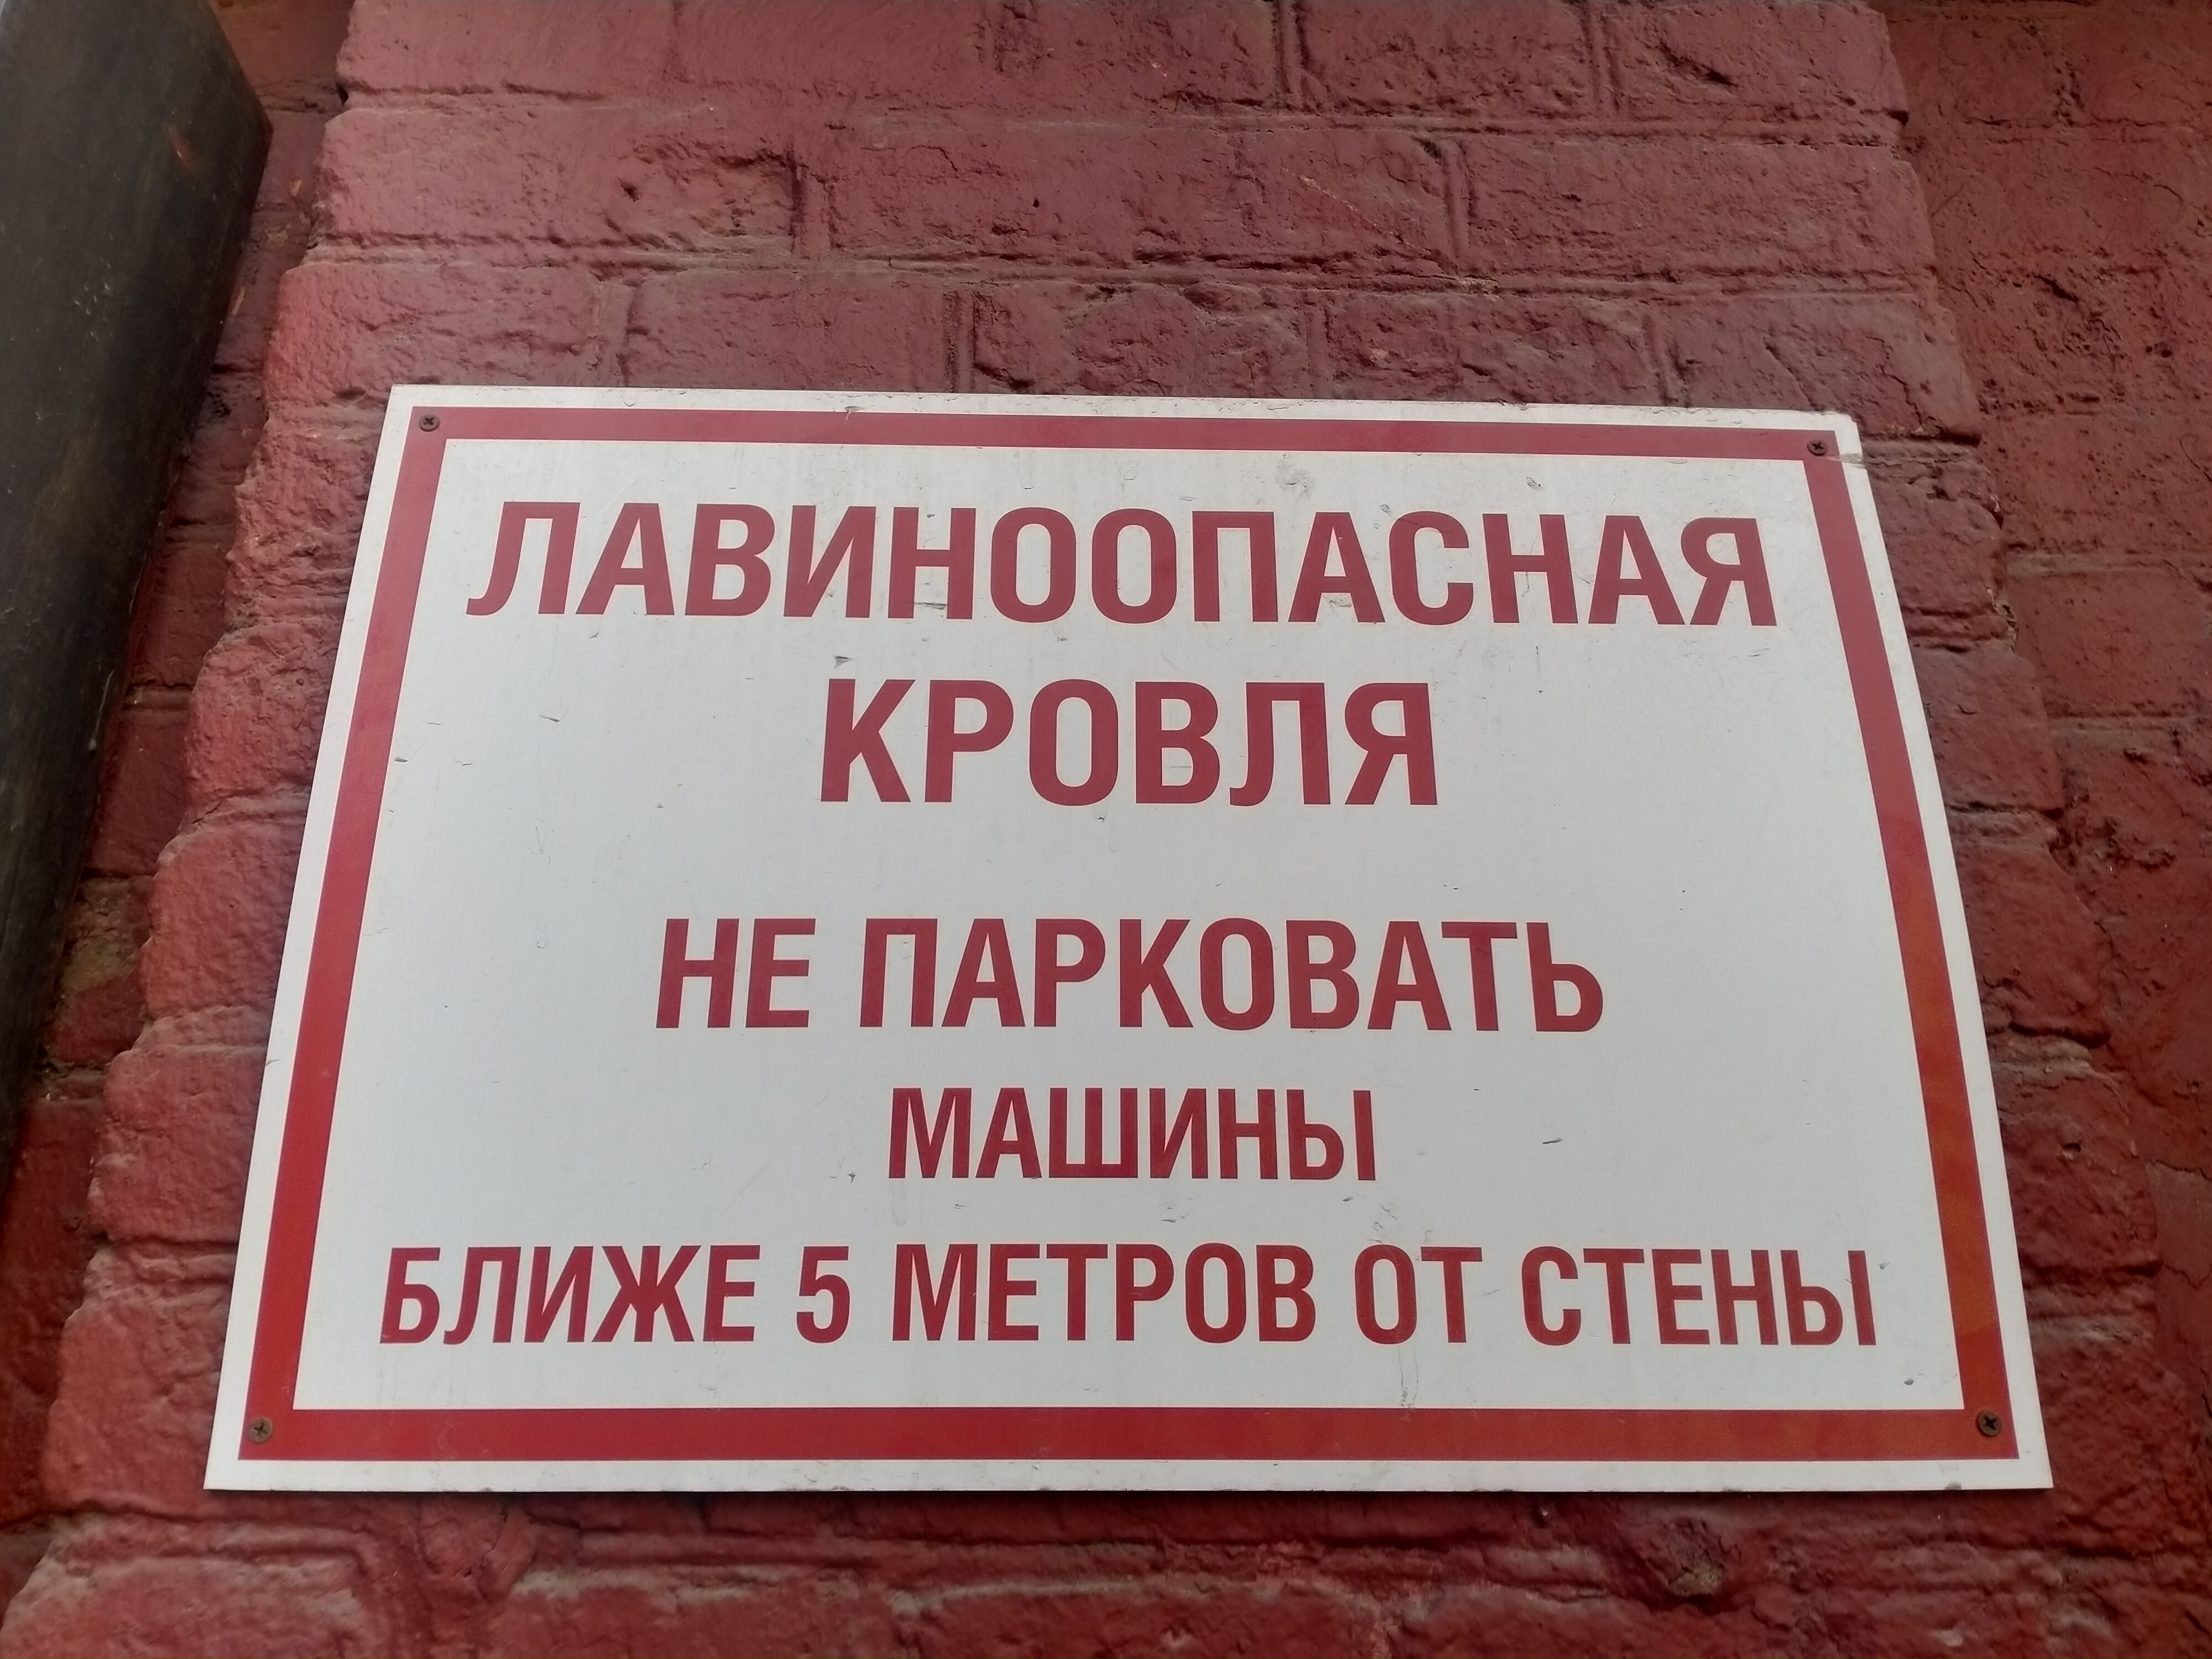 ЛАВИНООПАСНАЯ
КРОВЛЯ
НЕ ПАРКОВАТЬ
МАШИНЫ
БЛИЖЕ 5 МЕТРОВ ОТ СТЕНЫ